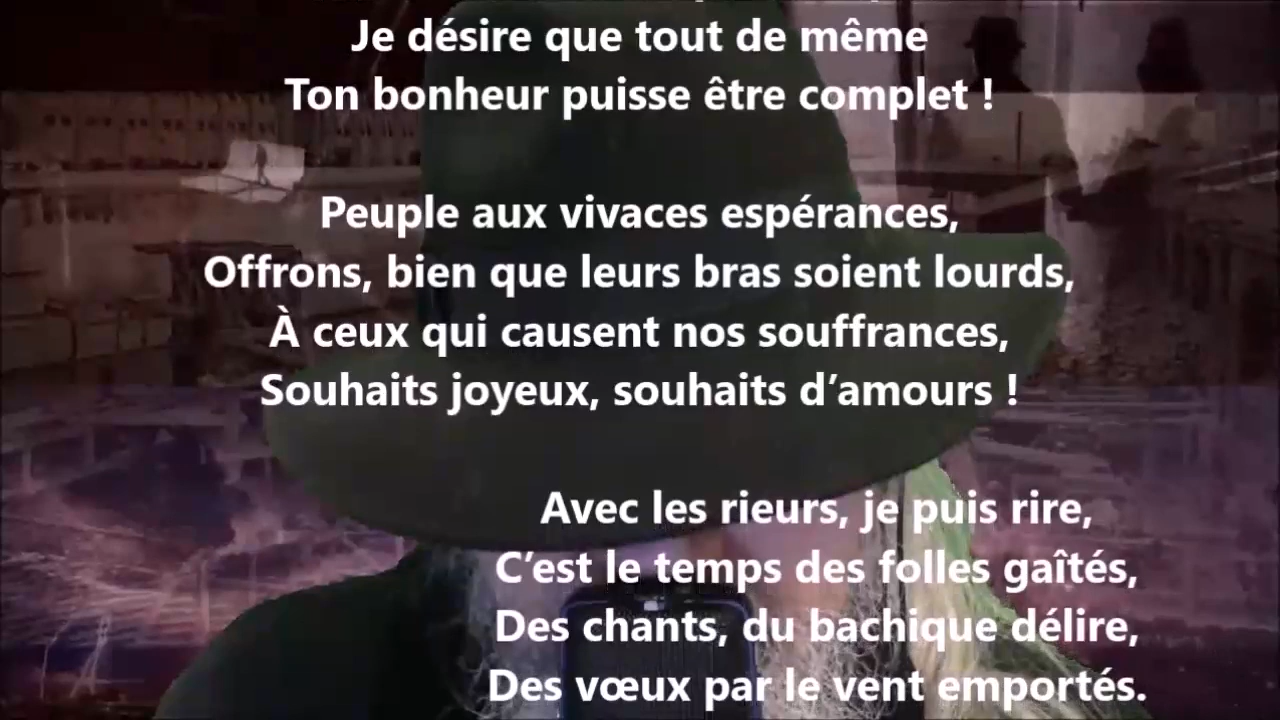 Je désire que tout de même
Ton bonheur puisse être complet !
Peuple aux vivaces espérances,
Offrons, bien que leurs bras soient lourds,
À ceux qui causent nos souffrances,
Souhaits joyeux, souhaits d’amours !
Avec les rieurs, je puis rire,
C’est le temps des folles gaîtés,
Des chants, du bachique délire,
Des vœux par le vent emportés.